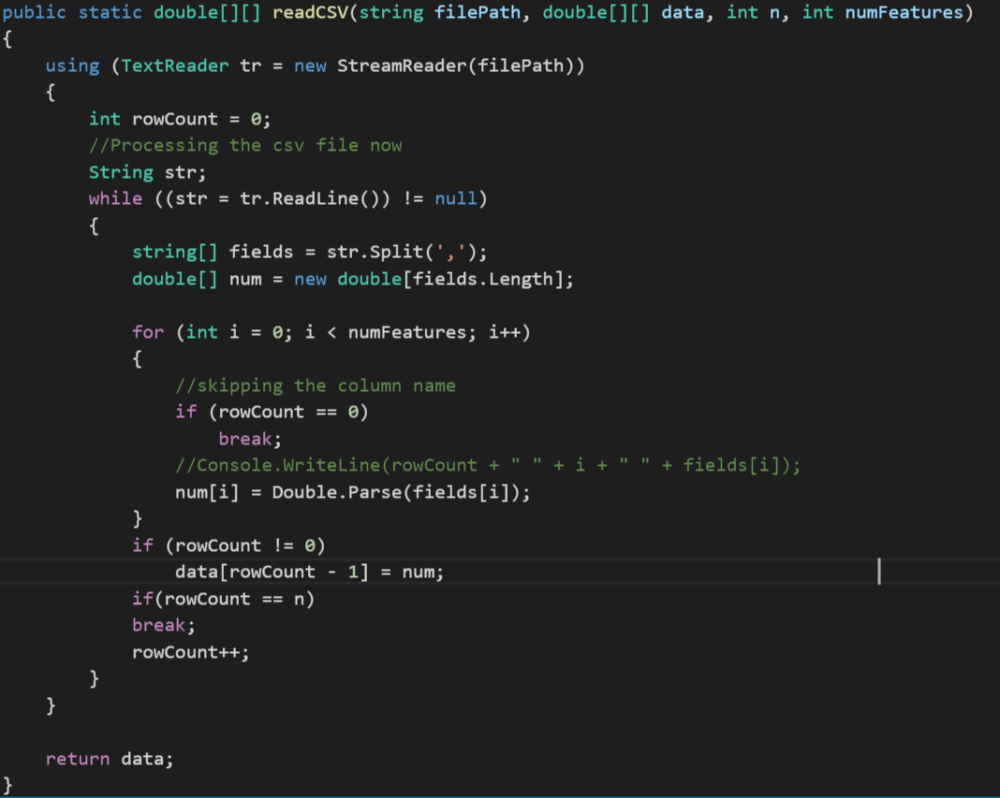 public static double[][] readCSV(string filePath, double[][] data, int n, int numFeatures)
{
    using (TextReader tr = new StreamReader(filePath))
    {
        int rowCount = 0;
        //Processing the csv file now
        String str;
        while ((str = tr.ReadLine()) != null)
        {
            string[] fields = str.Split(',');
            double[] num = new double[fields.Length];

            for (int i = 0; i < numFeatures; i++)
            {
                //skipping the column name
                if (rowCount == 0)
                    break;
                //Console.WriteLine(rowCount + " " + i + " " + fields[i]);
                num[i] = Double.Parse(fields[i]);
            }
            if (rowCount != 0)
                data[rowCount - 1] = num;
            if(rowCount == n)
            break;
            rowCount++;
        }
    }

    return data;
}